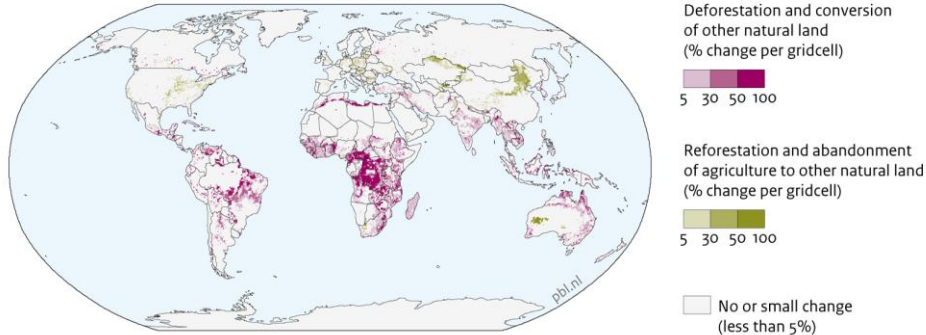 Deforestation and conversion
of other natural land
(% change per gridcell)
5 30 50 100
Reforestation and abandonment
of agriculture to other natural land
(% change per gridcell)
5 30 50 100
No or small change
(less than 5%)
pbl.nl